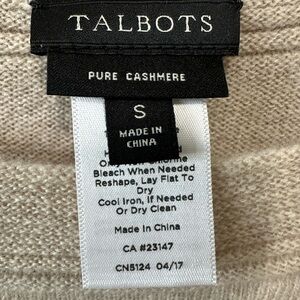 TALBOTS
PURE CASHMERE
S
MADE IN
CHINA
Bleach When Needed
Reshape, Lay Flat To
Dry
Cool Iron, If Needed
Or Dry Clean
Made In China
CA #23147
CN5124 04/17